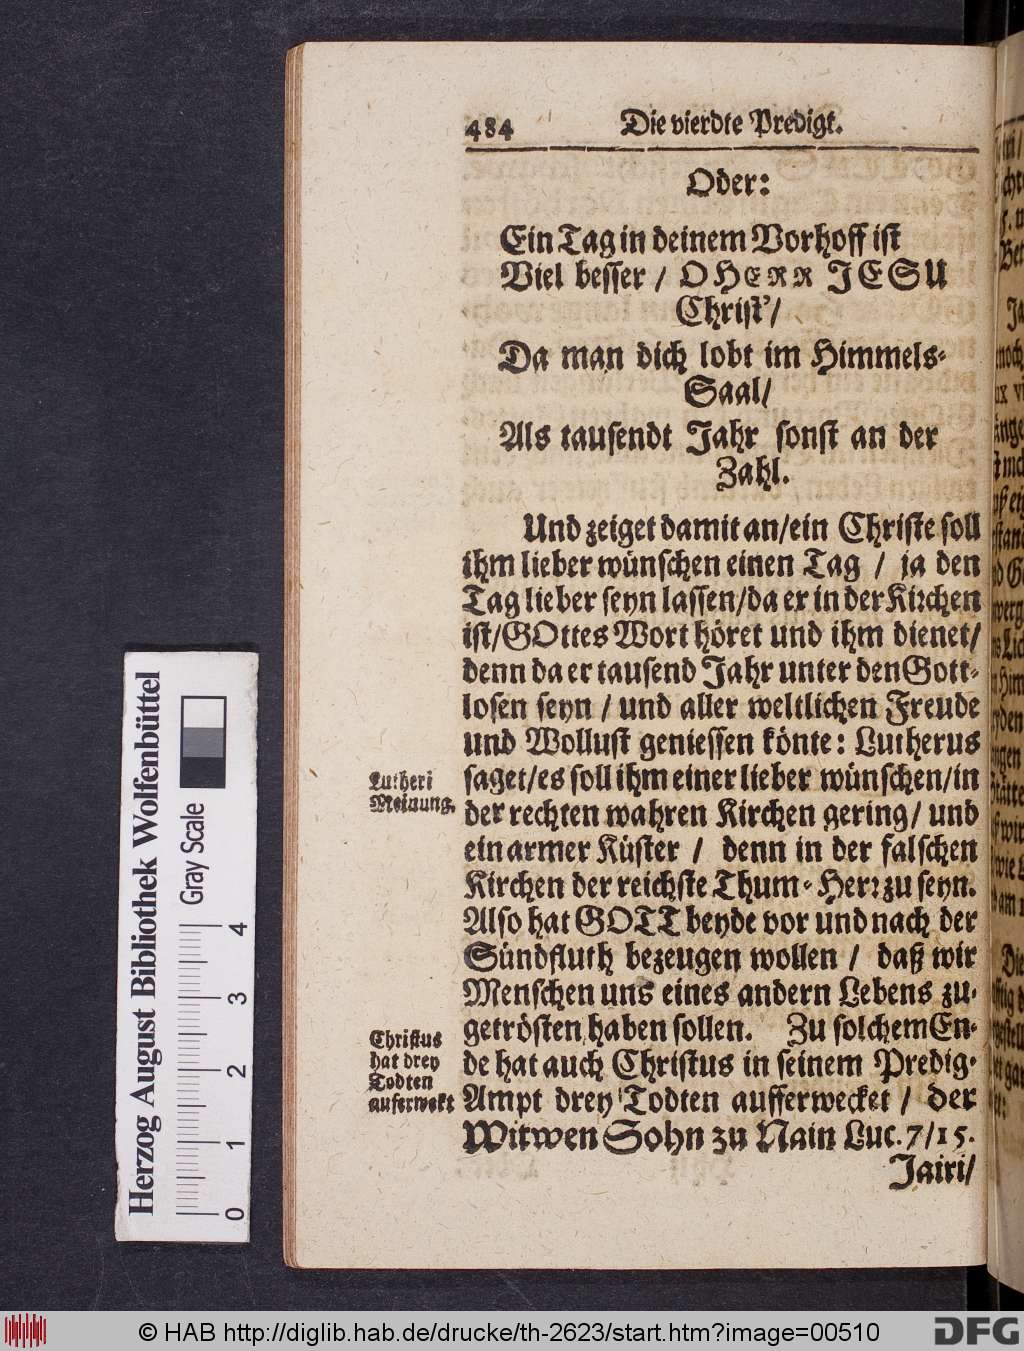 484 Die vierdte Predigt.
Oder:
Ein Tag in deinem Vorhoff ist
Viel besser / O HERR JESU
Christ' /
Da man dich lobt im Himmels-
Saal /
Als tausendt Jahr sonst an der
Zahl.
Und zeiget damit an / ein Christe soll
ihm lieber wünschen einen Tag / ja den
Tag lieber seyn lassen / da er in der Kirchen
ist / GOttes Wort höret und ihm dienet /
denn da er tausend Jahr unter den Gott-
losen seyn / und aller weltlichen Freude
und Wollust geniessen könte: Lutherus
saget / es soll ihm einer lieber wünschen / in
der rechten wahren Kirchen gering / und
ein armer Küster / denn in der falschen
Kirchen der reichste Thum-Herr zu seyn.
Also hat GOTT beyde vor und nach der
Sündfluth bezeugen wollen / daß wir
Menschen uns eines andern Lebens zu-
getrösten haben sollen. Zu solchem En-
de hat auch Christus in seinem Predig-
Ampt drey Todten aufferwecket / der
Witwen Sohn zu Nain Luc. 7 / 15.
Jairi /
Lutheri
Meinung.
Christus
hat drey
Todten
auferwekt
Herzog August Bibliothek Wolfenbüttel
Gray Scale
0 1 2 3 4
© HAB http://diglib.hab.de/drucke/th-2623/start.htm?image=00510
DFG